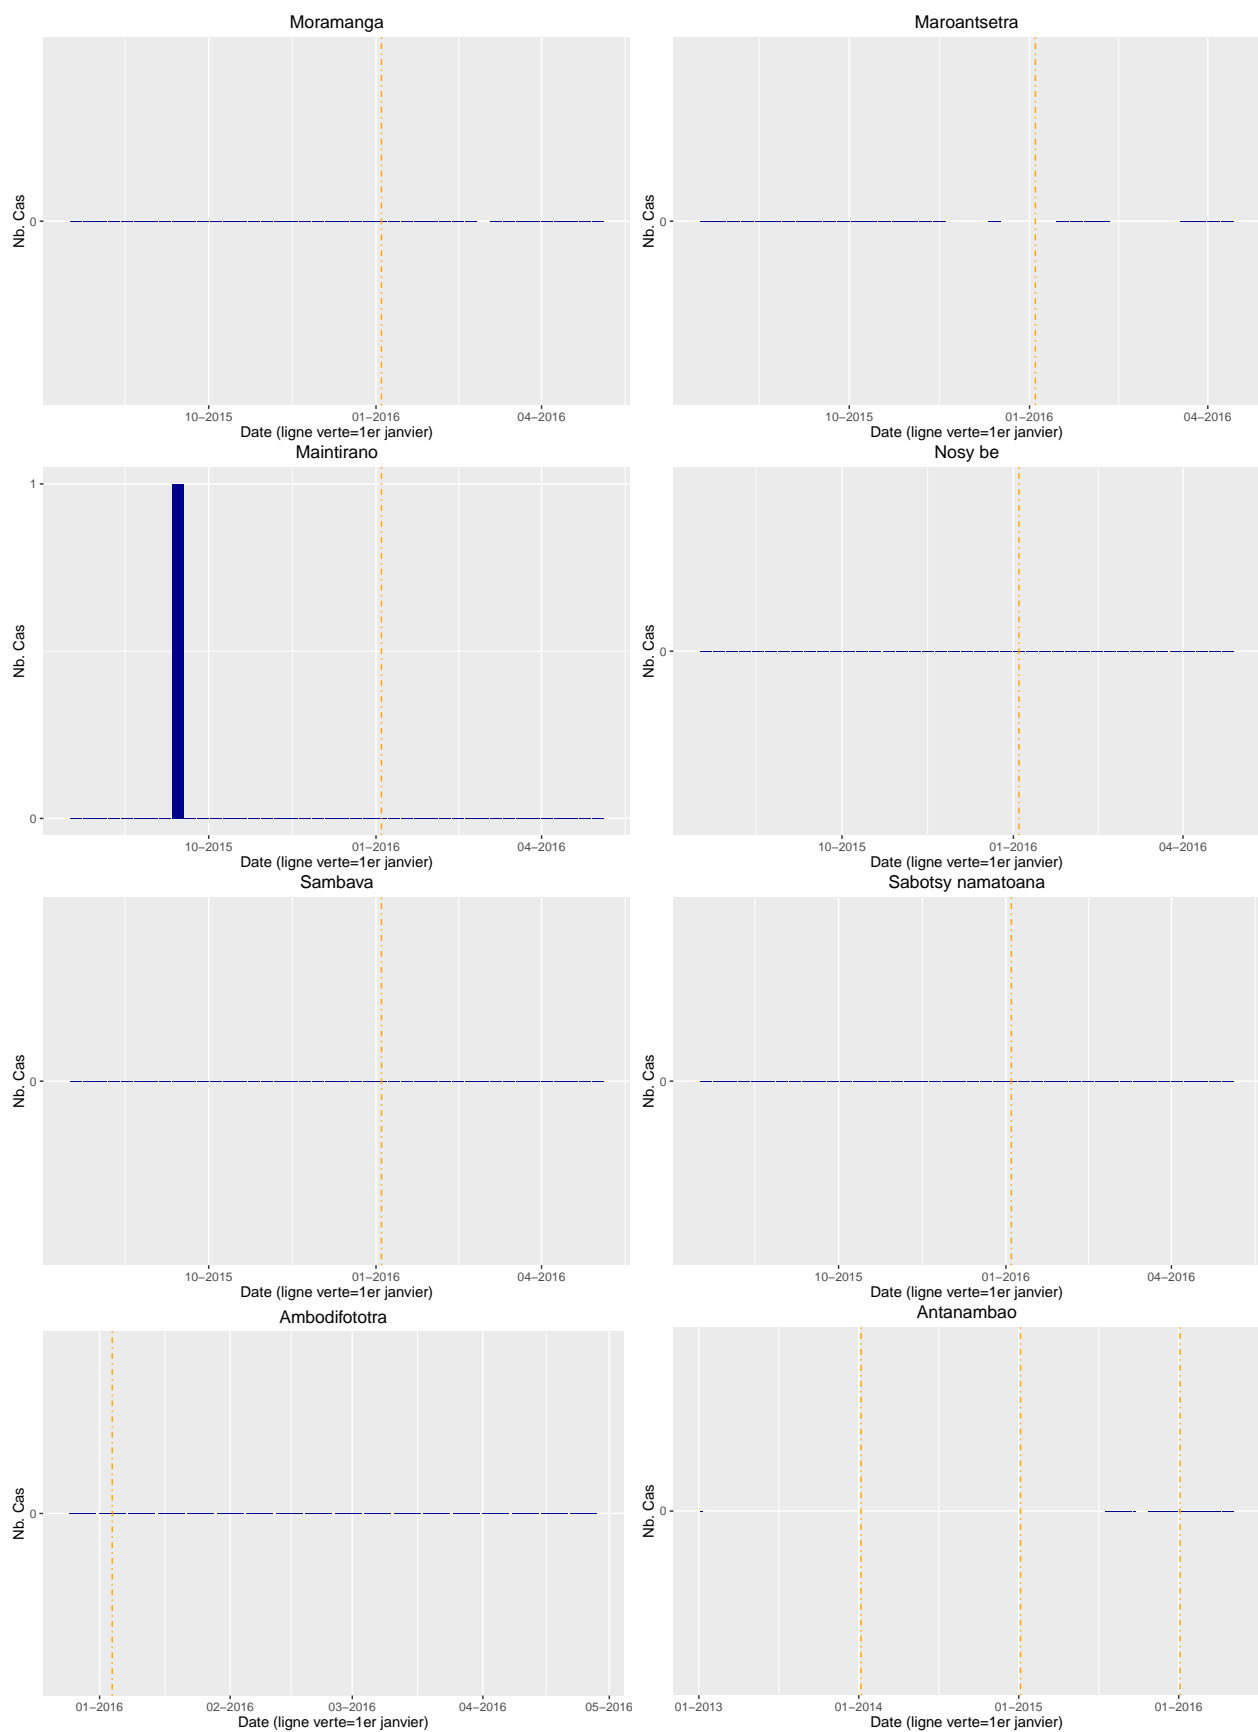 Moramanga
Nb. Cas
0
10−2015 01−2016 04−2016
Date (ligne verte=1er janvier)
Maroantsetra
Nb. Cas
0
10−2015 01−2016 04−2016
Date (ligne verte=1er janvier)
Maintirano
Nb. Cas
1
0
10−2015 01−2016 04−2016
Date (ligne verte=1er janvier)
Nosy be
Nb. Cas
0
10−2015 01−2016 04−2016
Date (ligne verte=1er janvier)
Sambava
Nb. Cas
0
10−2015 01−2016 04−2016
Date (ligne verte=1er janvier)
Sabotsy namatoana
Nb. Cas
0
10−2015 01−2016 04−2016
Date (ligne verte=1er janvier)
Ambodifototra
Nb. Cas
0
01−2016 02−2016 03−2016 04−2016 05−2016
Date (ligne verte=1er janvier)
Antanambao
Nb. Cas
0
01−2013 01−2014 01−2015 01−2016
Date (ligne verte=1er janvier)